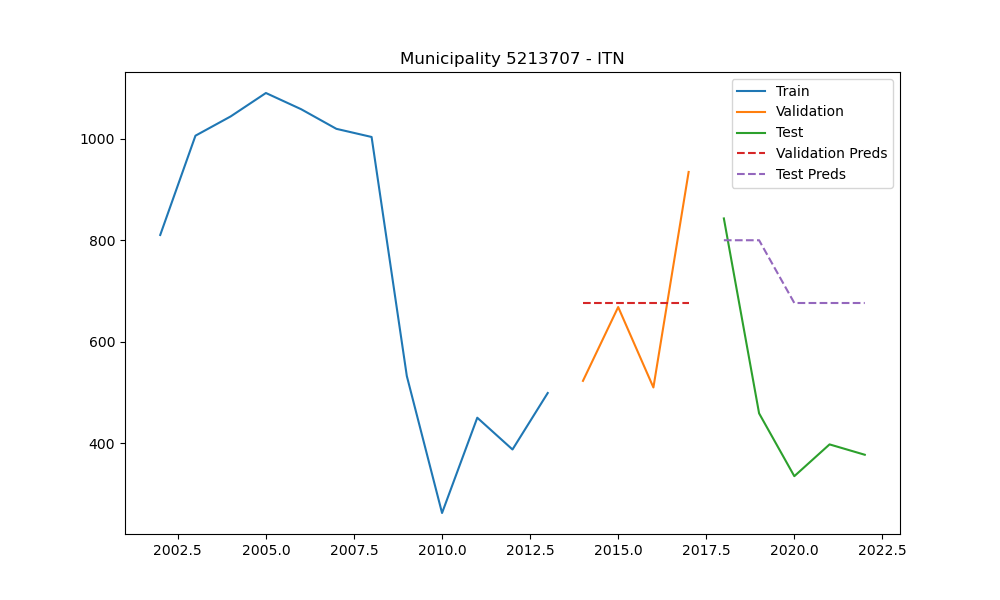 Municipality 5213707 - ITN
Train
Validation
Test
Validation Preds
Test Preds
1000
800
600
400
2002.5 2005.0 2007.5 2010.0 2012.5 2015.0 2017.5 2020.0 2022.5